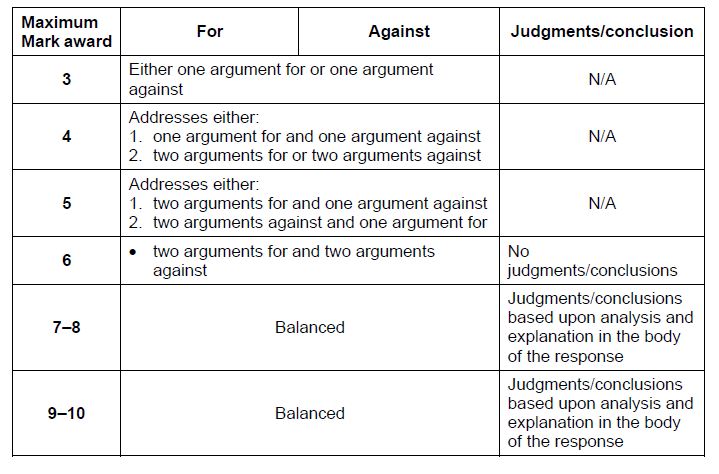 Maximum
Mark award
For
Against
Judgments/conclusion
3
Either one argument for or one argument
against
N/A
4
Addresses either:
1. one argument for and one argument against
2. two arguments for or two arguments against
N/A
5
Addresses either:
1. two arguments for and one argument against
2. two arguments against and one argument for
N/A
6
• two arguments for and two arguments
against
No
judgments/conclusions
7–8
Balanced
Judgments/conclusions
based upon analysis and
explanation in the body
of the response
9–10
Balanced
Judgments/conclusions
based upon analysis and
explanation in the body
of the response